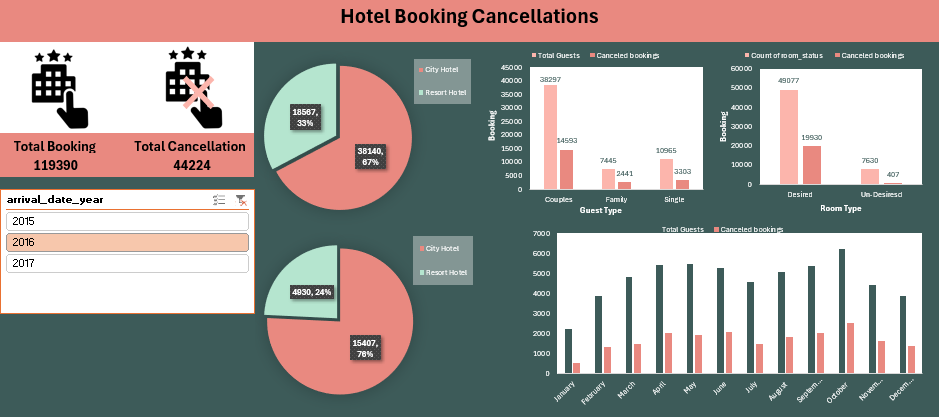 Hotel Booking Cancellations
Total Booking
119390
Total Cancellation
44224
arrival_date_year
2015
2016
2017
City Hotel
Resort Hotel
18567,
33%
38140,
67%
City Hotel
Resort Hotel
4930, 24%
15407,
76%
Total Guests Canceled bookings
45000
40000
35000
30000
25000
20000
15000
10000
5000
0
Booking
38297
14593
7445
2441
10965
3303
Couples Family Single
Guest Type
Count of room_status Canceled bookings
60000
50000
40000
30000
20000
10000
0
Booking
49077
19930
7630
407
Desired Un-Desiresd
Room Type
Total Guests Canceled bookings
7000
6000
5000
4000
3000
2000
1000
0
January February March April May June July August Septem... October Novem... Decem...